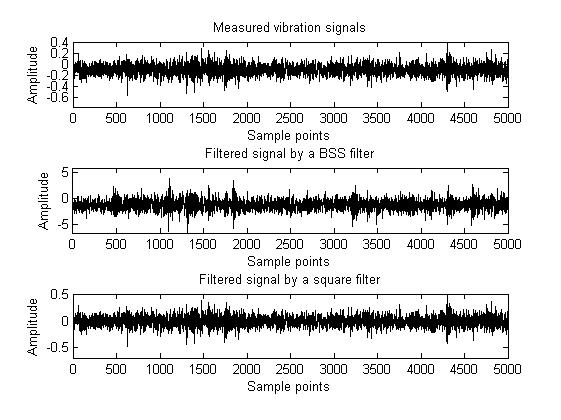 Measured vibration signals
Amplitude
0.4
0.2
0
-0.2
-0.4
-0.6
0 500 1000 1500 2000 2500 3000 3500 4000 4500 5000
Sample points
Filtered signal by a BSS filter
Amplitude
5
0
-5
0 500 1000 1500 2000 2500 3000 3500 4000 4500 5000
Sample points
Filtered signal by a square filter
Amplitude
0.5
0
-0.5
0 500 1000 1500 2000 2500 3000 3500 4000 4500 5000
Sample points